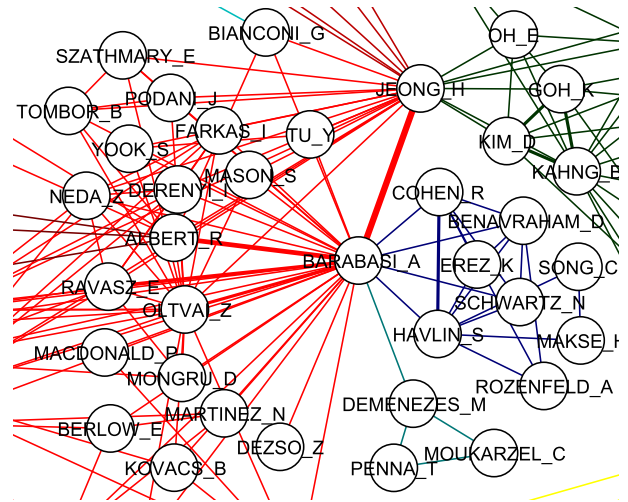 BIANCONI_G
OH_E
SZATHMARY_E
JEONG_H
GOH_K
PODANI_J
TOMBOR_B
FARKAS_I
TU_Y
KIM_D
YOOK_S
KAHNG_B
MASON_S
DERENYI_I
NEDA_Z
COHEN_R
BENAVRAHAM_D
ALBERT_R
BARABASI_A
EREZ_K
SONG_C
RAVASZ_E
SCHWARTZ_N
OLTVAI_Z
HAVLIN_S
MAKSE_H
MACDONALD_P
MONGRU_D
ROZENFELD_A
DEMENEZES_M
MARTINEZ_N
BERLOW_E
DEZSO_Z
MOUKARZEL_C
KOVACS_B
PENNA_T